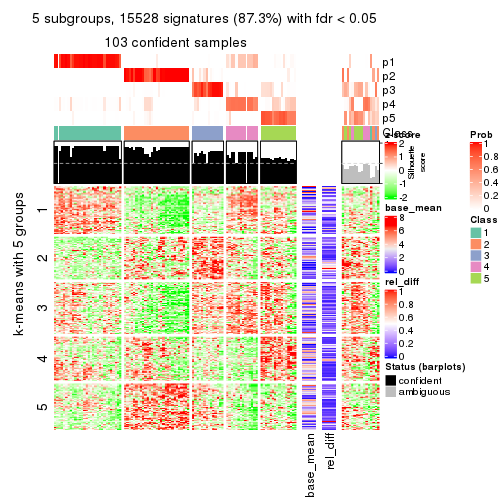 5 subgroups, 15528 signatures (87.3%) with fdr < 0.05
103 confident samples
p1
p2
p3
p4
p5
Class
1
0.5
0
Silhouette
score
k-means with 5 groups
1
2
3
4
5
base_mean
rel_diff
z-score
2
1
0
-1
-2
base_mean
8
6
4
2
0
rel_diff
1
0.8
0.6
0.4
0.2
0
Status (barplots)
confident
ambiguous
Prob
1
0.8
0.6
0.4
0.2
0
Class
1
2
3
4
5